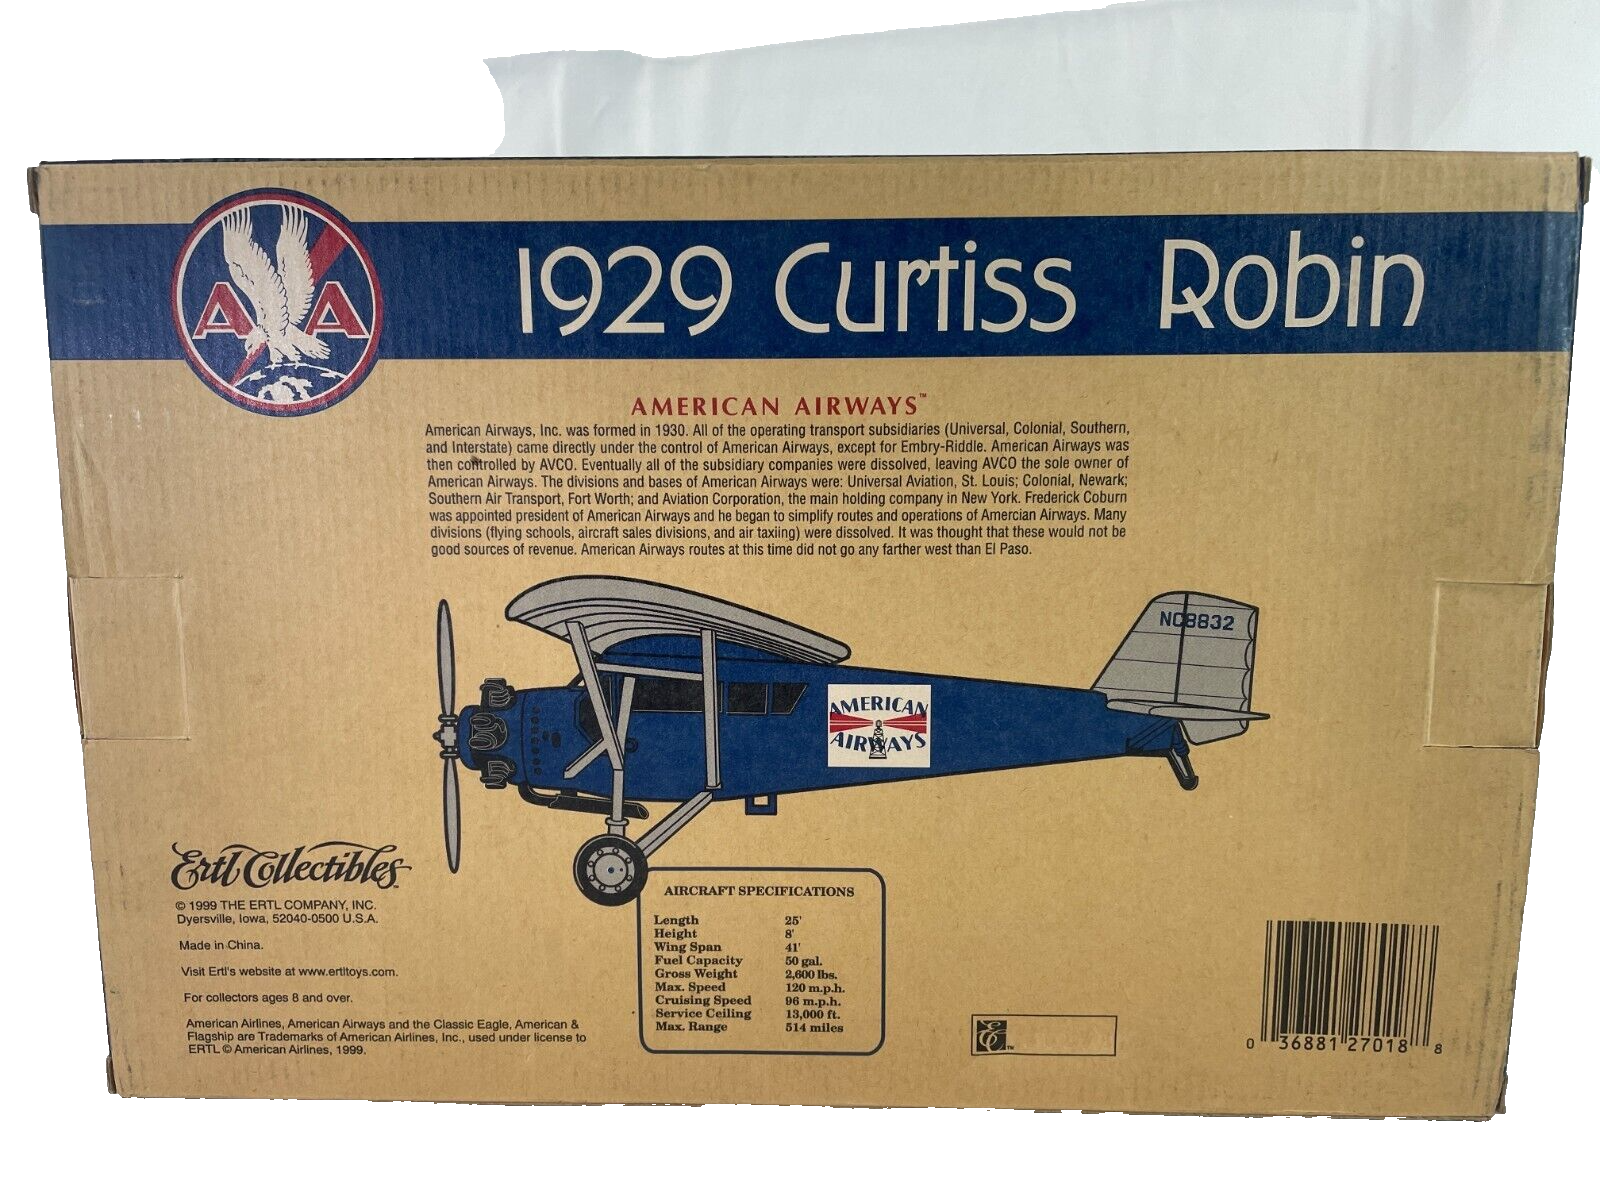 A A
1929 Curtiss Robin
AMERICAN AIRWAYS™
American Airways, Inc. was formed in 1930. All of the operating transport subsidiaries (Universal, Colonial, Southern,
and Interstate) came directly under the control of American Airways, except for Embry-Riddle. American Airways was
then controlled by AVCO. Eventually all of the subsidiary companies were dissolved, leaving AVCO the sole owner of
American Airways. The divisions and bases of American Airways were: Universal Aviation, St. Louis; Colonial, Newark;
Southern Air Transport, Fort Worth; and Aviation Corporation, the main holding company in New York. Frederick Coburn
was appointed president of American Airways and he began to simplify routes and operations of Amercian Airways. Many
divisions (flying schools, aircraft sales divisions, and air taxiing) were dissolved. It was thought that these would not be
good sources of revenue. American Airways routes at this time did not go any farther west than El Paso.
NC8832
AMERICAN
AIRWAYS
Ertl Collectibles™
© 1999 THE ERTL COMPANY, INC.
Dyersville, Iowa, 52040-0500 U.S.A.
Made in China.
Visit Ertl's website at www.ertltoys.com.
For collectors ages 8 and over.
American Airlines, American Airways and the Classic Eagle, American &
Flagship are Trademarks of American Airlines, Inc., used under license to
ERTL © American Airlines, 1999.
AIRCRAFT SPECIFICATIONS
Length 25'
Height 8'
Wing Span 41'
Fuel Capacity 50 gal.
Gross Weight 2,600 lbs.
Max. Speed 120 m.p.h.
Cruising Speed 96 m.p.h.
Service Ceiling 13,000 ft.
Max. Range 514 miles
EC™
0 36881 27018 8